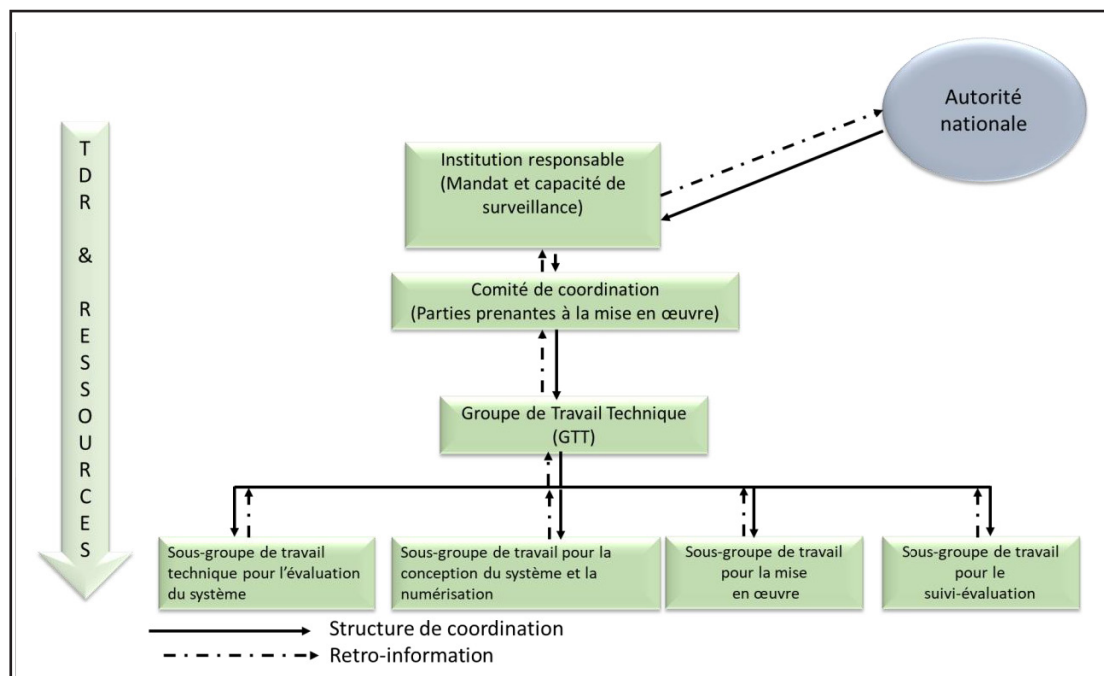 Autorité
nationale
Institution responsable
(Mandat et capacité de
surveillance)
Comité de coordination
(Parties prenantes à la mise en œuvre)
Groupe de Travail Technique
(GTT)
Sous-groupe de travail
technique pour l'évaluation
du système
Sous-groupe de travail pour la
conception du système et la
numérisation
Sous-groupe de travail
pour la mise
en œuvre
Sous-groupe de travail
pour le
suivi-évaluation
TDR & RESSOURCES
Structure de coordination
Retro-information